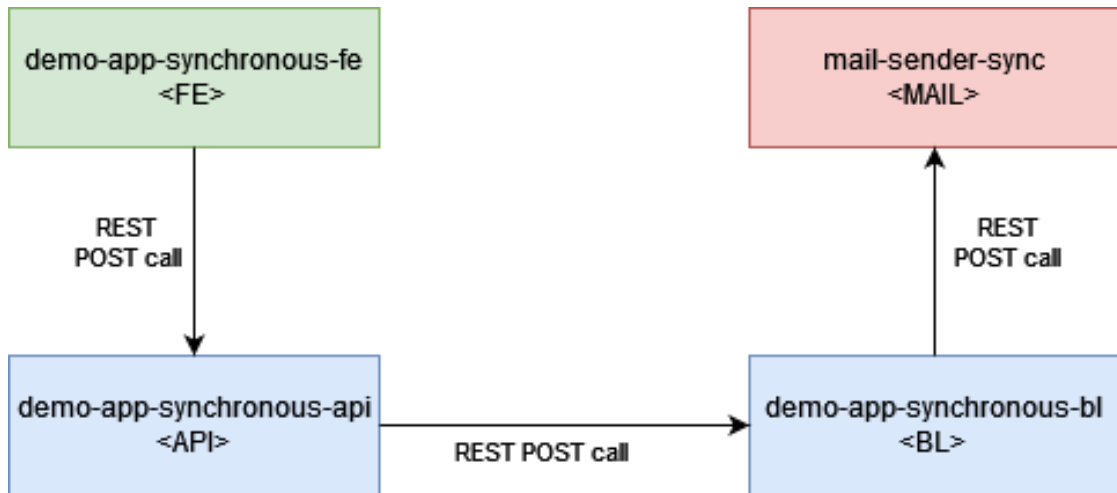 demo-app-synchronous-fe
<FE>
mail-sender-sync
<MAIL>
REST
POST call
REST
POST call
demo-app-synchronous-api
<API>
REST POST call
demo-app-synchronous-bl
<BL>